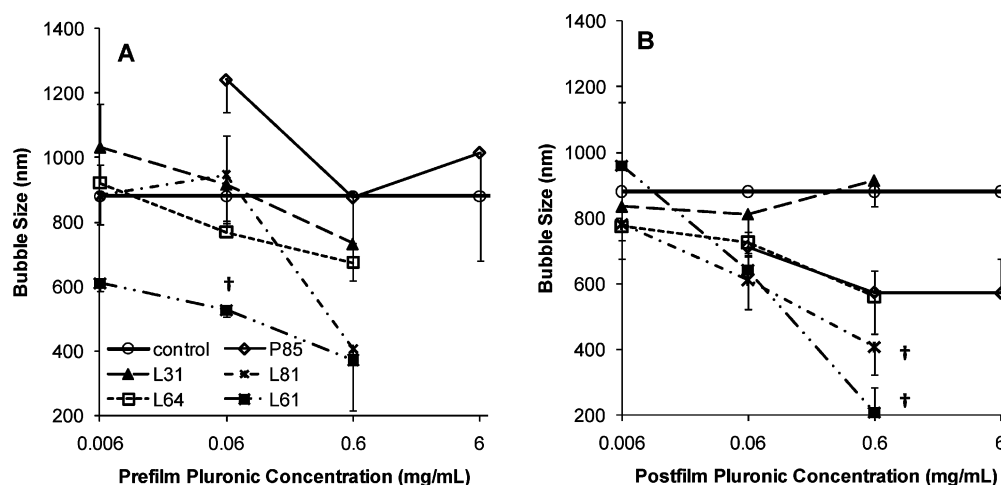 A
1400
1200
1000
800
600
400
200
Bubble Size (nm)
†
control
P85
L31
L81
L64
L61
0.006
0.06
0.6
6
Prefilm Pluronic Concentration (mg/mL)
B
1400
1200
1000
800
600
400
200
Bubble Size (nm)
†
†
0.006
0.06
0.6
6
Postfilm Pluronic Concentration (mg/mL)